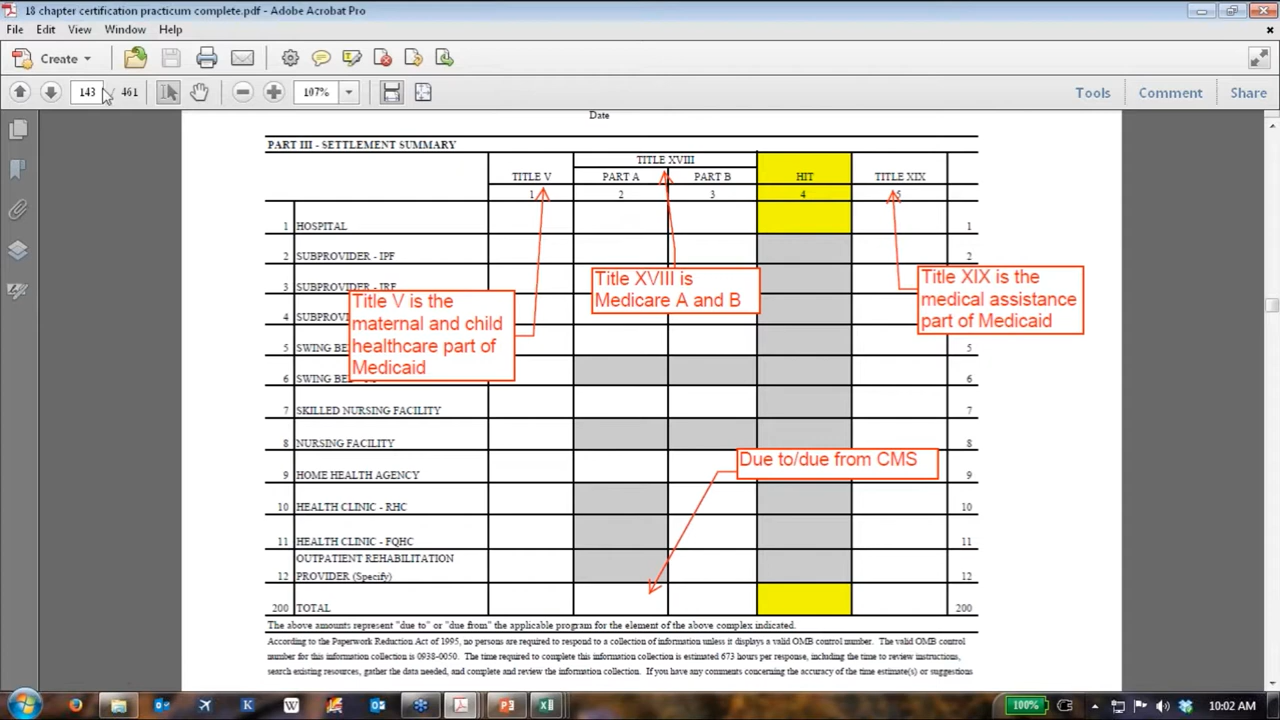 18 chapter certification practicum complete.pdf - Adobe Acrobat Pro
File Edit View Window Help
Create
143 / 461 107% Tools Comment Share
Date
PART III - SETTLEMENT SUMMARY
TITLE XVIII
TITLE V PART A PART B HIT TITLE XIX
1 2 3 4 5
1 HOSPITAL 1
2 SUBPROVIDER - IPF 2
3 SUBPROVIDER - IRF
4 SUBPROV
5 SWING BE 5
6 SWING BED 6
7 SKILLED NURSING FACILITY 7
8 NURSING FACILITY 8
9 HOME HEALTH AGENCY 9
10 HEALTH CLINIC - RHC 10
11 HEALTH CLINIC - FQHC 11
OUTPATIENT REHABILITATION
12 PROVIDER (Specify) 12
200 TOTAL 200
Title V is the
maternal and child
healthcare part of
Medicaid
Title XVIII is
Medicare A and B
Title XIX is the
medical assistance
part of Medicaid
Due to/due from CMS
The above amounts represent "due to" or "due from" the applicable program for the element of the above complex indicated.
According to the Paperwork Reduction Act of 1995, no persons are required to respond to a collection of information unless it displays a valid OMB control number. The valid OMB control
number for this information collection is 0938-0050. The time required to complete this information collection is estimated 673 hours per response, including the time to review instructions,
search existing resources, gather the data needed, and complete and review the information collection. If you have any comments concerning the accuracy of the time estimate(s) or suggestions
100% 10:02 AM